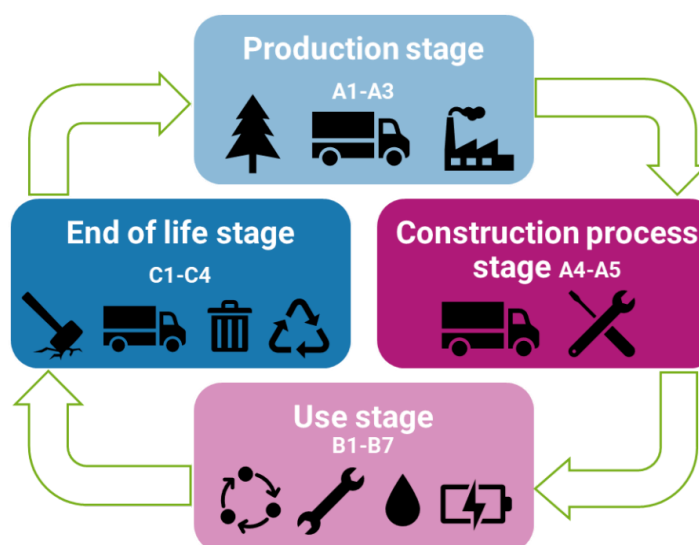 Production stage
A1-A3
End of life stage
C1-C4
Construction process
stage A4-A5
Use stage
B1-B7